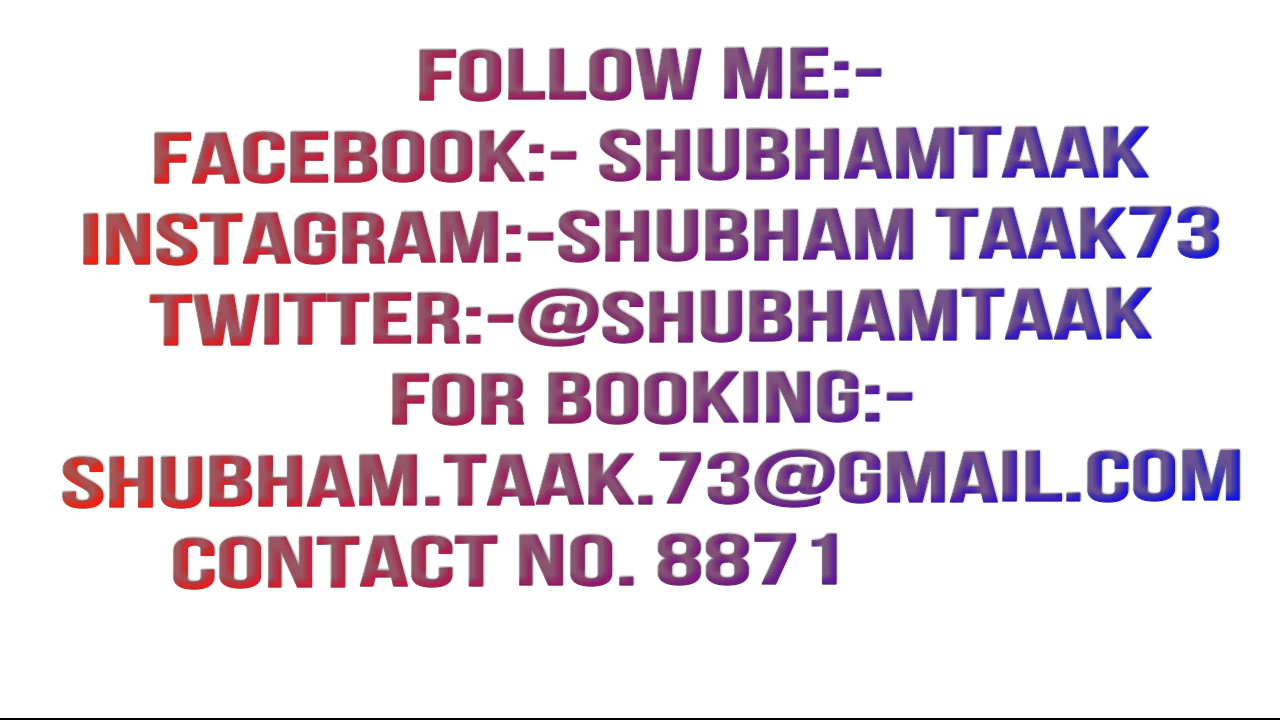 FOLLOW ME:-
FACEBOOK:- SHUBHAMTAAK
INSTAGRAM:-SHUBHAM TAAK73
TWITTER:-@SHUBHAMTAAK
FOR BOOKING:-
SHUBHAM.TAAK.73@GMAIL.COM
CONTACT NO. 8871